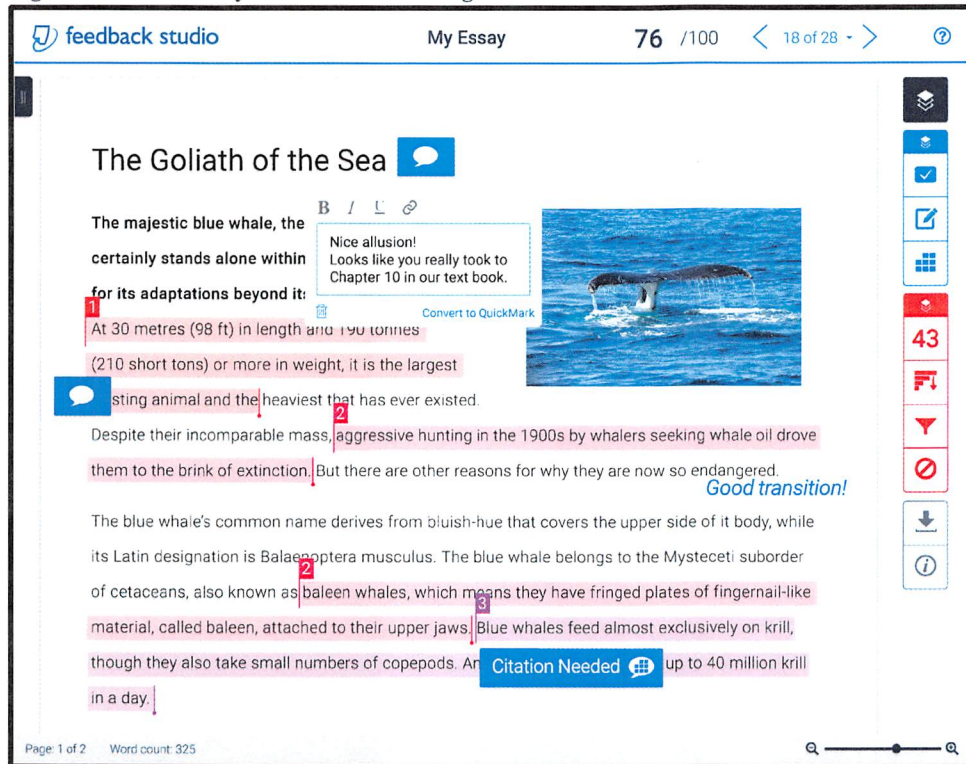 feedback studio
My Essay
76 /100
18 of 28
The Goliath of the Sea
The majestic blue whale, the
certainly stands alone within
for its adaptations beyond it
B I U
Nice allusion!
Looks like you really took to
Chapter 10 in our text book.
Convert to QuickMark
1
At 30 metres (98 ft) in length and 190 tonnes
(210 short tons) or more in weight, it is the largest
sting animal and the heaviest that has ever existed.
2
Despite their incomparable mass, aggressive hunting in the 1900s by whalers seeking whale oil drove
them to the brink of extinction. But there are other reasons for why they are now so endangered.
Good transition!
The blue whale's common name derives from bluish-hue that covers the upper side of it body, while
its Latin designation is Balaenoptera musculus. The blue whale belongs to the Mysteceti suborder
2
of cetaceans, also known as baleen whales, which means they have fringed plates of fingernail-like
3
material, called baleen, attached to their upper jaws. Blue whales feed almost exclusively on krill,
though they also take small numbers of copepods. An
Citation Needed
up to 40 million krill
in a day.
43
Page: 1 of 2
Word count: 325